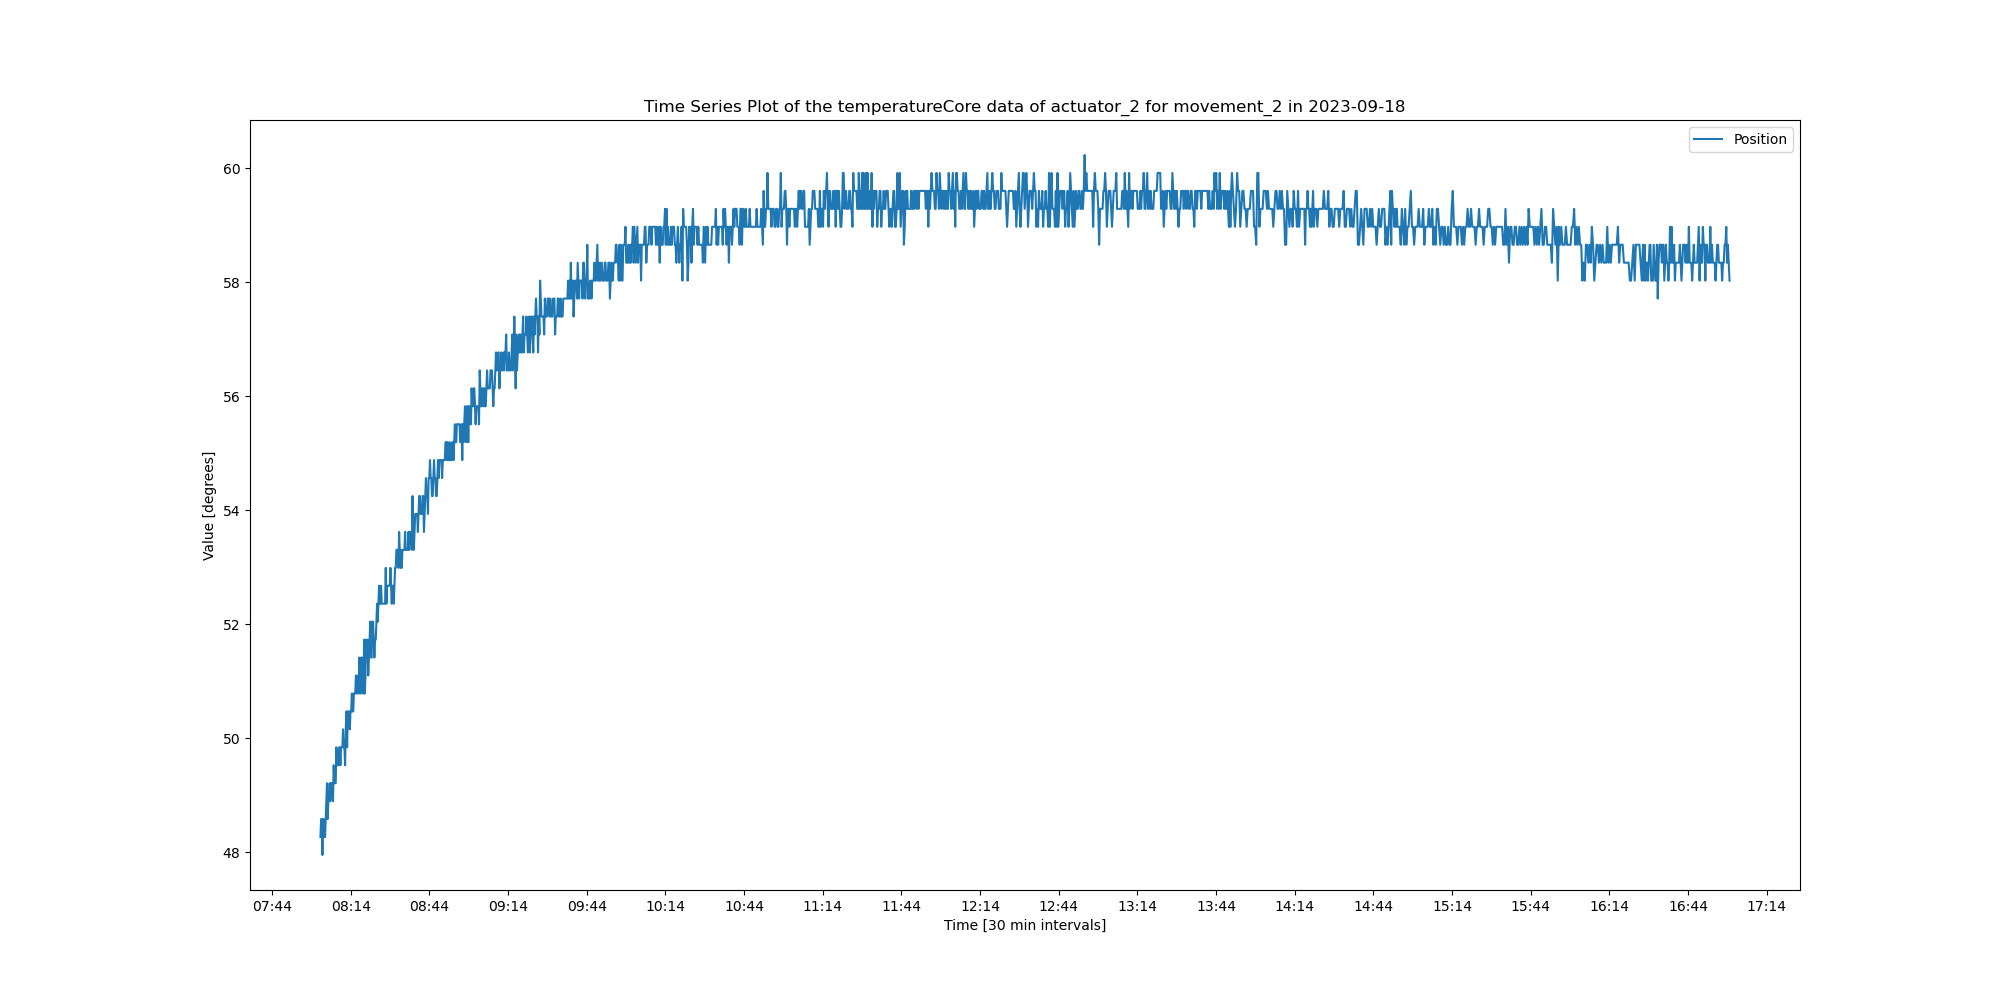 Time Series Plot of the temperatureCore data of actuator_2 for movement_2 in 2023-09-18
Position
60
58
56
54
52
50
48
Value [degrees]
07:44 08:14 08:44 09:14 09:44 10:14 10:44 11:14 11:44 12:14 12:44 13:14 13:44 14:14 14:44 15:14 15:44 16:14 16:44 17:14
Time [30 min intervals]